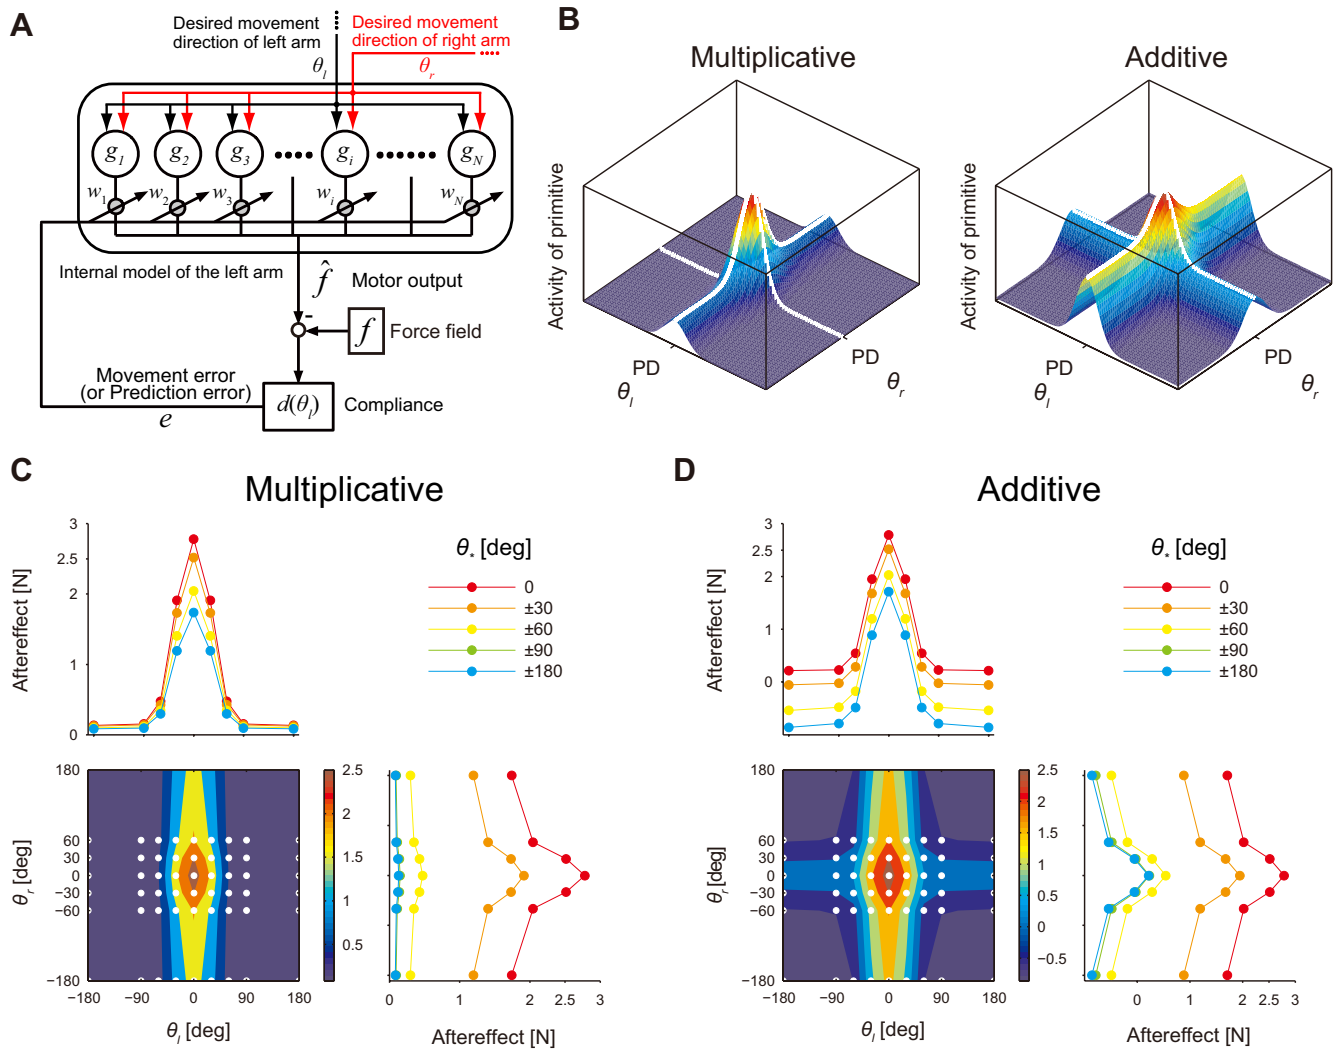 A
Desired movement
direction of left arm
θl
Desired movement
direction of right arm
θr
g1 g2 g3 gi gN
w1 w2 w3 wi wN
Internal model of the left arm
f̂ Motor output
-
f Force field
Movement error
(or Prediction error)
e
d(θl) Compliance
B
Multiplicative
Activity of primitive
PD
θl
PD
θr
Additive
Activity of primitive
PD
θl
PD
θr
C
Multiplicative
Aftereffect [N]
3
2.5
2
1
0
θ* [deg]
0
±30
±60
±90
±180
θr [deg]
180
60
30
0
−30
−60
−180
−180 −90 0 90 180
θl [deg]
2.5
2
1.5
1
0.5
0 1 2 2.5 3
Aftereffect [N]
D
Additive
Aftereffect [N]
3
2.5
2
1
0
θ* [deg]
0
±30
±60
±90
±180
θr [deg]
180
60
30
0
−30
−60
−180
−180 −90 0 90 180
θl [deg]
2.5
2
1.5
1
0.5
0
−0.5
0 1 2 2.5 3
Aftereffect [N]